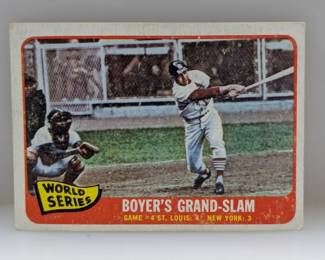 WORLD
SERIES
BOYER'S GRAND-SLAM
GAME #4 ST. LOUIS: 4 NEW YORK: 3